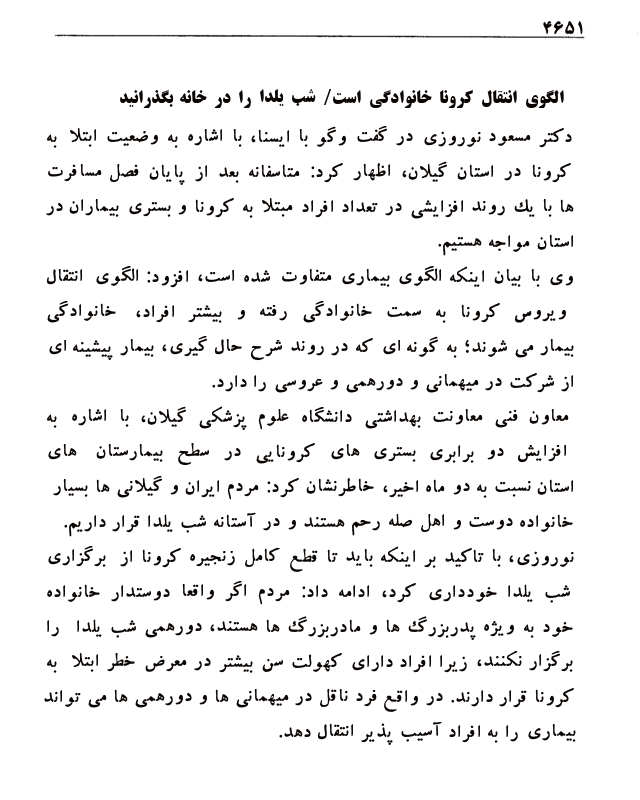 ۴۶۵۱
الگوی انتقال کرونا خانوادگی است/ شب یلدا را در خانه بگذرانید
دکتر مسعود نوروزی در گفت وگو با ایسنا، با اشاره به وضعیت ابتلا به
کرونا در استان گیلان، اظهار کرد: متاسفانه بعد از پایان فصل مسافرت
ها با یك روند افزایشی در تعداد افراد مبتلا به کرونا و بستری بیماران در
استان مواجه هستیم.
وی با بیان اینکه الگوی بیماری متفاوت شده است، افزود: الگوی انتقال
ویروس کرونا به سمت خانوادگی رفته و بیشتر افراد، خانوادگی
بیمار می شوند؛ به گونه ای که در روند شرح حال گیری، بیمار پیشینه ای
از شرکت در میهمانی و دورهمی و عروسی را دارد.
معاون فنی معاونت بهداشتی دانشگاه علوم پزشکی گیلان، با اشاره به
افزایش دو برابری بستری های کرونایی در سطح بیمارستان های
استان نسبت به دو ماه اخیر، خاطرنشان کرد: مردم ایران و گیلانی ها بسیار
خانواده دوست و اهل صله رحم هستند و در آستانه شب یلدا قرار داریم.
نوروزی، با تاکید بر اینکه باید تا قطع کامل زنجیره کرونا از برگزاری
شب یلدا خودداری کرد، ادامه داد: مردم اگر واقعا دوستدار خانواده
خود به ویژه پدربزرگ ها و مادربزرگ ها هستند، دورهمی شب یلدا را
برگزار نکنند، زیرا افراد دارای کهولت سن بیشتر در معرض خطر ابتلا به
کرونا قرار دارند. در واقع فرد ناقل در میهمانی ها و دورهمی ها می تواند
بیماری را به افراد آسیب پذیر انتقال دهد.